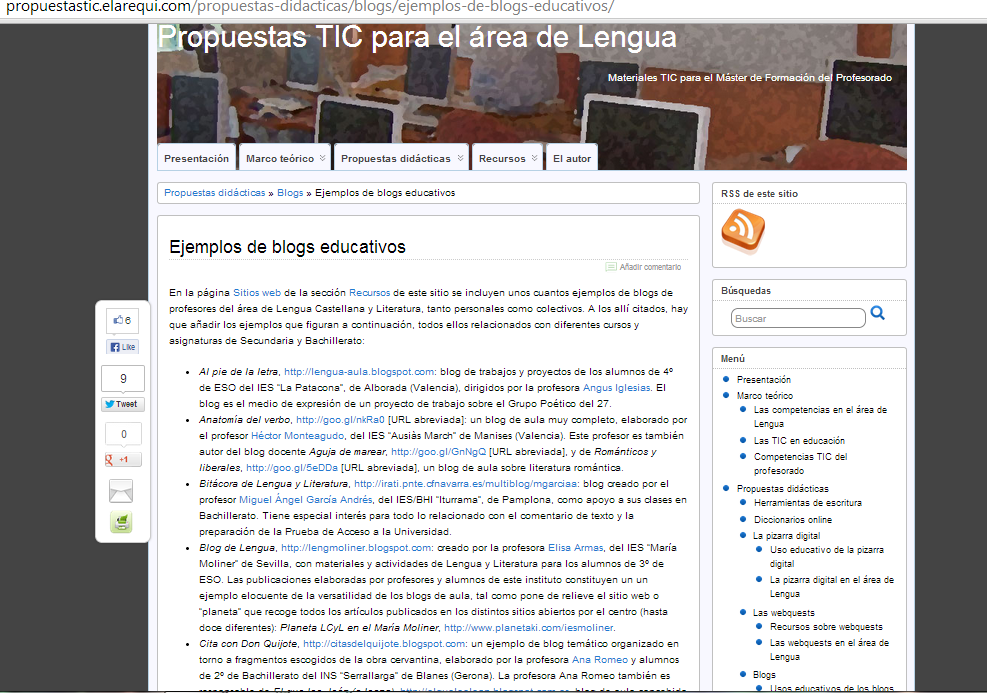 propuestastic.elarequi.com/propuestas-didacticas/blogs/ejemplos-de-blogs-educativos/
Propuestas TIC para el área de Lengua
Materiales TIC para el Máster de Formación del Profesorado
Presentación
Marco teórico
Propuestas didácticas
Recursos
El autor
Propuestas didácticas » Blogs » Ejemplos de blogs educativos
Ejemplos de blogs educativos
Añadir comentario
En la página Sitios web de la sección Recursos de este sitio se incluyen unos cuantos ejemplos de blogs de
profesores del área de Lengua Castellana y Literatura, tanto personales como colectivos. A los allí citados, hay
que añadir los ejemplos que figuran a continuación, todos ellos relacionados con diferentes cursos y
asignaturas de Secundaria y Bachillerato:
Al pie de la letra, http://lengua-aula.blogspot.com: blog de trabajos y proyectos de los alumnos de 4º
de ESO del IES "La Patacona", de Alborada (Valencia), dirigidos por la profesora Angus Iglesias. El
blog es el medio de expresión de un proyecto de trabajo sobre el Grupo Poético del 27.
Anatomía del verbo, http://goo.gl/nkRa0 [URL abreviada]: un blog de aula muy completo, elaborado por
el profesor Héctor Monteagudo, del IES "Ausiàs March" de Manises (Valencia). Este profesor es también
autor del blog docente Aguja de marear, http://goo.gl/GnNgQ [URL abreviada], y de Románticos y
liberales, http://goo.gl/5eDDa [URL abreviada], un blog de aula sobre literatura romántica.
Bitácora de Lengua y Literatura, http://irati.pnte.cfnavarra.es/multiblog/mgarciaa: blog creado por el
profesor Miguel Ángel García Andrés, del IES/BHI "Iturrama", de Pamplona, como apoyo a sus clases en
Bachillerato. Tiene especial interés para todo lo relacionado con el comentario de texto y la
preparación de la Prueba de Acceso a la Universidad.
Blog de Lengua, http://lengmoliner.blogspot.com: creado por la profesora Elisa Armas, del IES "María
Moliner" de Sevilla, con materiales y actividades de Lengua y Literatura para los alumnos de 3º de
ESO. Las publicaciones elaboradas por profesores y alumnos de este instituto constituyen un un
ejemplo elocuente de la versatilidad de los blogs de aula, tal como pone de relieve el sitio web o
"planeta" que recoge todos los artículos publicados en los distintos sitios abiertos por el centro (hasta
doce diferentes): Planeta LCyL en el María Moliner, http://www.planetaki.com/iesmoliner.
Cita con Don Quijote, http://citasdelquijote.blogspot.com: un ejemplo de blog temático organizado en
torno a fragmentos escogidos de la obra cervantina, elaborado por la profesora Ana Romeo y alumnos
de 2º de Bachillerato del INS "Serrallarga" de Blanes (Gerona). La profesora Ana Romeo también es
6
Like
9
Tweet
0
+1
RSS de este sitio
Búsquedas
Buscar
Menú
Presentación
Marco teórico
Las competencias en el área de
Lengua
Las TIC en educación
Competencias TIC del
profesorado
Propuestas didácticas
Herramientas de escritura
Diccionarios online
La pizarra digital
Uso educativo de la pizarra
digital
La pizarra digital en el área de
Lengua
Las webquests
Recursos sobre webquests
Las webquests en el área de
Lengua
Blogs
Usos educativos de los blogs